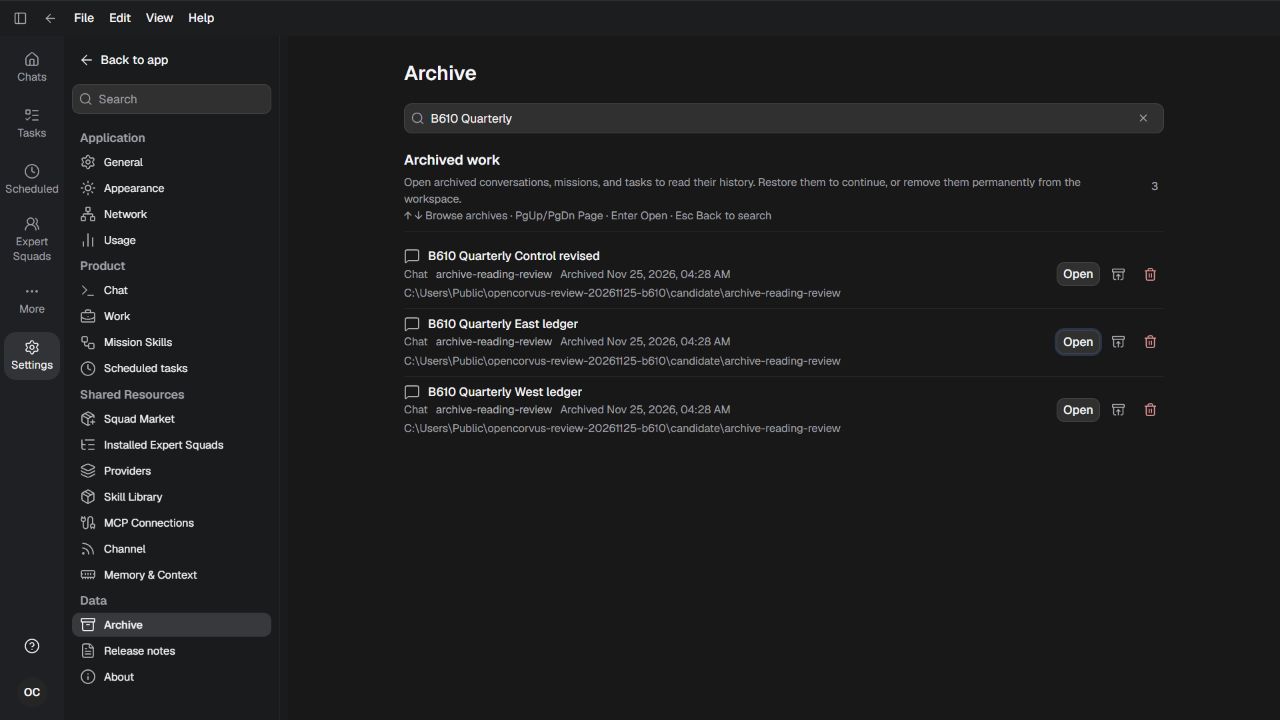 File Edit View Help
Chats
Tasks
Scheduled
Expert
Squads
More
Settings
OC
Back to app
Search
Application
General
Appearance
Network
Usage
Product
Chat
Work
Mission Skills
Scheduled tasks
Shared Resources
Squad Market
Installed Expert Squads
Providers
Skill Library
MCP Connections
Channel
Memory & Context
Data
Archive
Release notes
About
Archive
B610 Quarterly
Archived work
Open archived conversations, missions, and tasks to read their history. Restore them to continue, or remove them permanently from the
workspace.
3
↑↓ Browse archives · PgUp/PgDn Page · Enter Open · Esc Back to search
B610 Quarterly Control revised
Chat archive-reading-review Archived Nov 25, 2026, 04:28 AM
C:\Users\Public\opencorvus-review-20261125-b610\candidate\archive-reading-review
Open
B610 Quarterly East ledger
Chat archive-reading-review Archived Nov 25, 2026, 04:28 AM
C:\Users\Public\opencorvus-review-20261125-b610\candidate\archive-reading-review
Open
B610 Quarterly West ledger
Chat archive-reading-review Archived Nov 25, 2026, 04:28 AM
C:\Users\Public\opencorvus-review-20261125-b610\candidate\archive-reading-review
Open